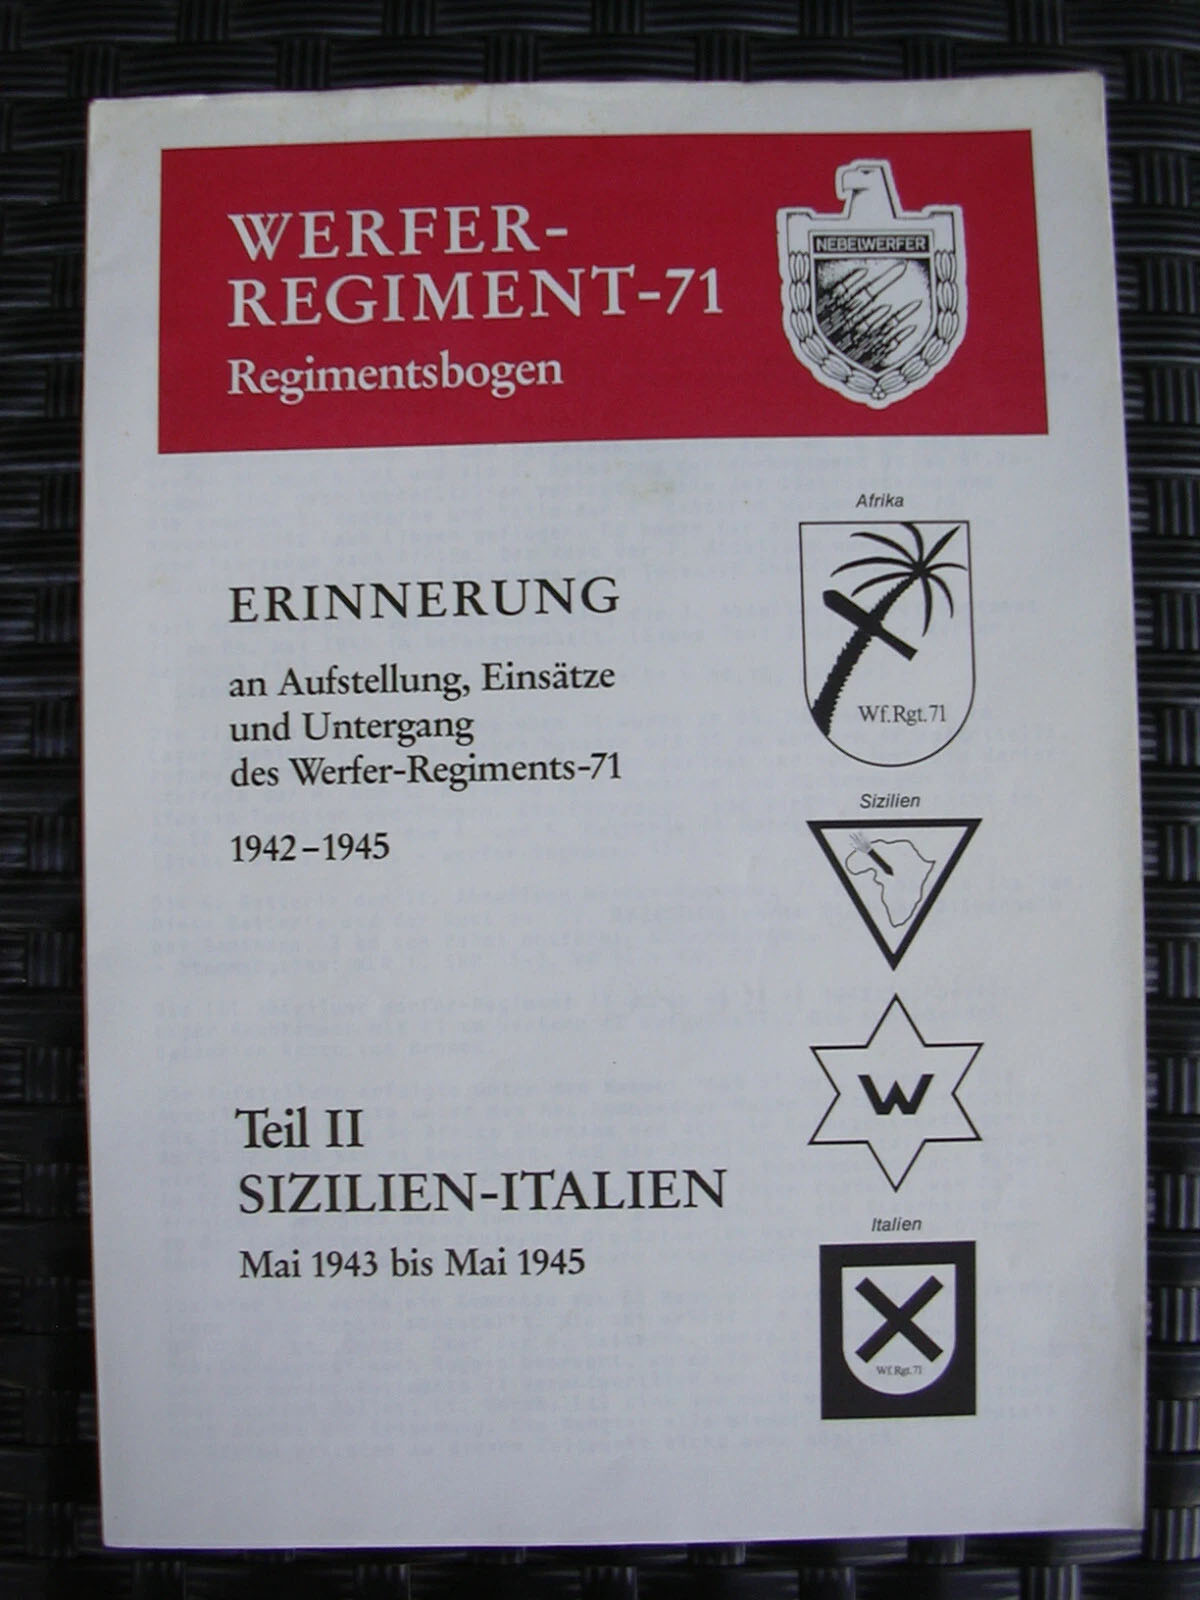 WERFER-
REGIMENT-71
Regimentsbogen
NEBELWERFER
ERINNERUNG
an Aufstellung, Einsätze
und Untergang
des Werfer-Regiments-71
1942–1945
Teil II
SIZILIEN-ITALIEN
Mai 1943 bis Mai 1945
Afrika
Wf.Rgt.71
Sizilien
W
Italien
Wf.Rgt.71